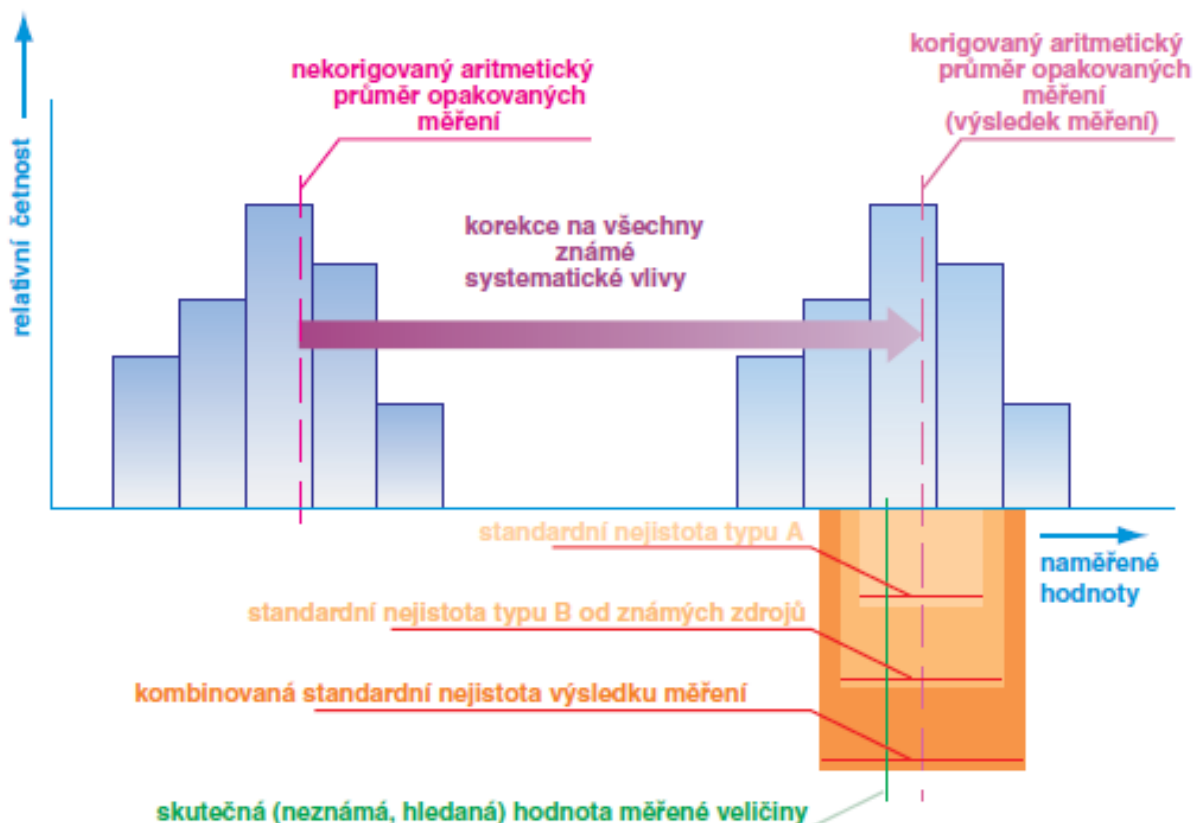 nekorigovaný aritmetický
průměr opakovaných
měření
korigovaný aritmetický
průměr opakovaných
měření
(výsledek měření)
relativní četnost
korekce na všechny
známé
systematické vlivy
standardní nejistota typu A
naměřené
hodnoty
standardní nejistota typu B od známých zdrojů
kombinovaná standardní nejistota výsledku měření
skutečná (neznámá, hledaná) hodnota měřené veličiny